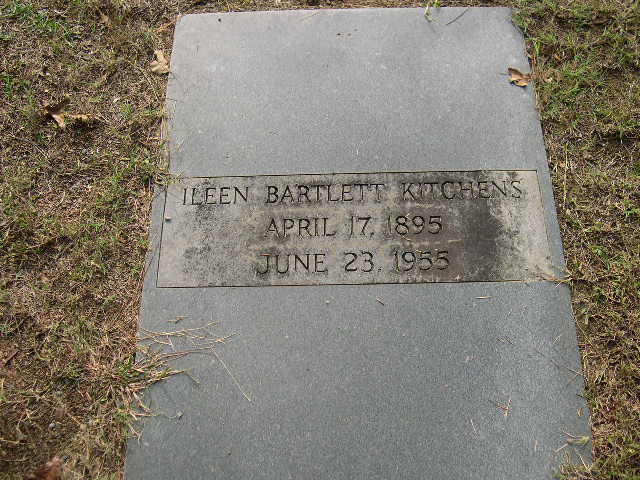 ILEEN BARTLETT KITCHENS
APRIL 17, 1895
JUNE 23, 1955